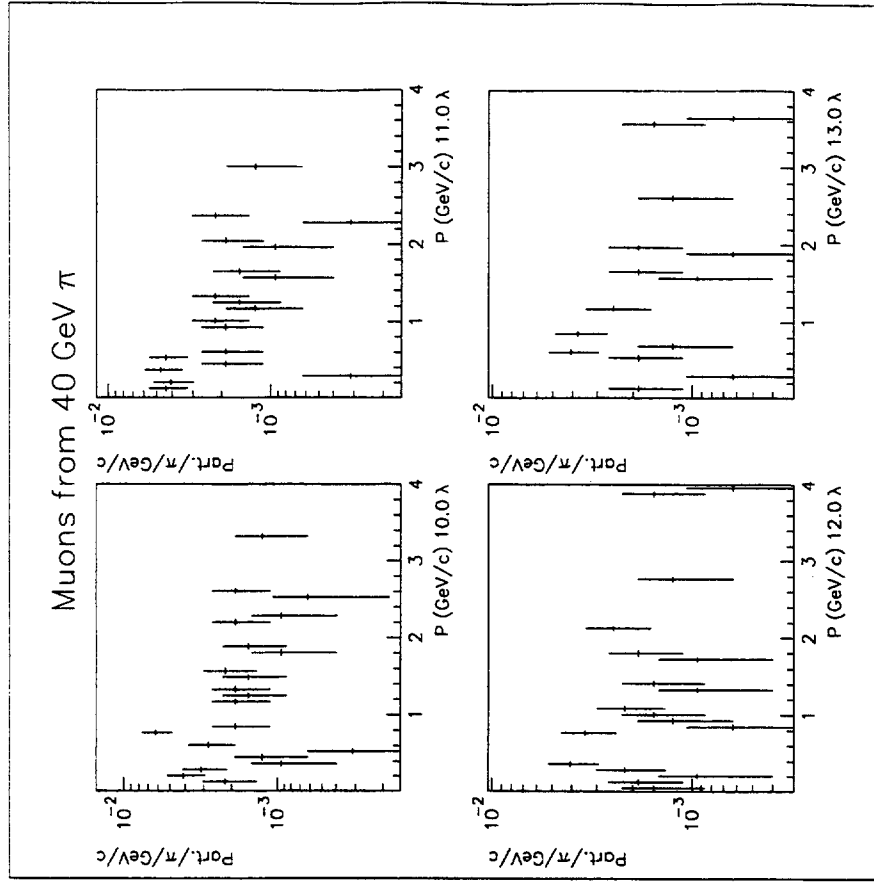 Muons from 40 GeV π
Part./π/GeV/c
10⁻²
10⁻³
1
2
3
4
P (GeV/c) 10.0 λ
Part./π/GeV/c
10⁻²
10⁻³
1
2
3
4
P (GeV/c) 11.0 λ
Part./π/GeV/c
10⁻²
10⁻³
1
2
3
4
P (GeV/c) 12.0 λ
Part./π/GeV/c
10⁻²
10⁻³
1
2
3
4
P (GeV/c) 13.0 λ